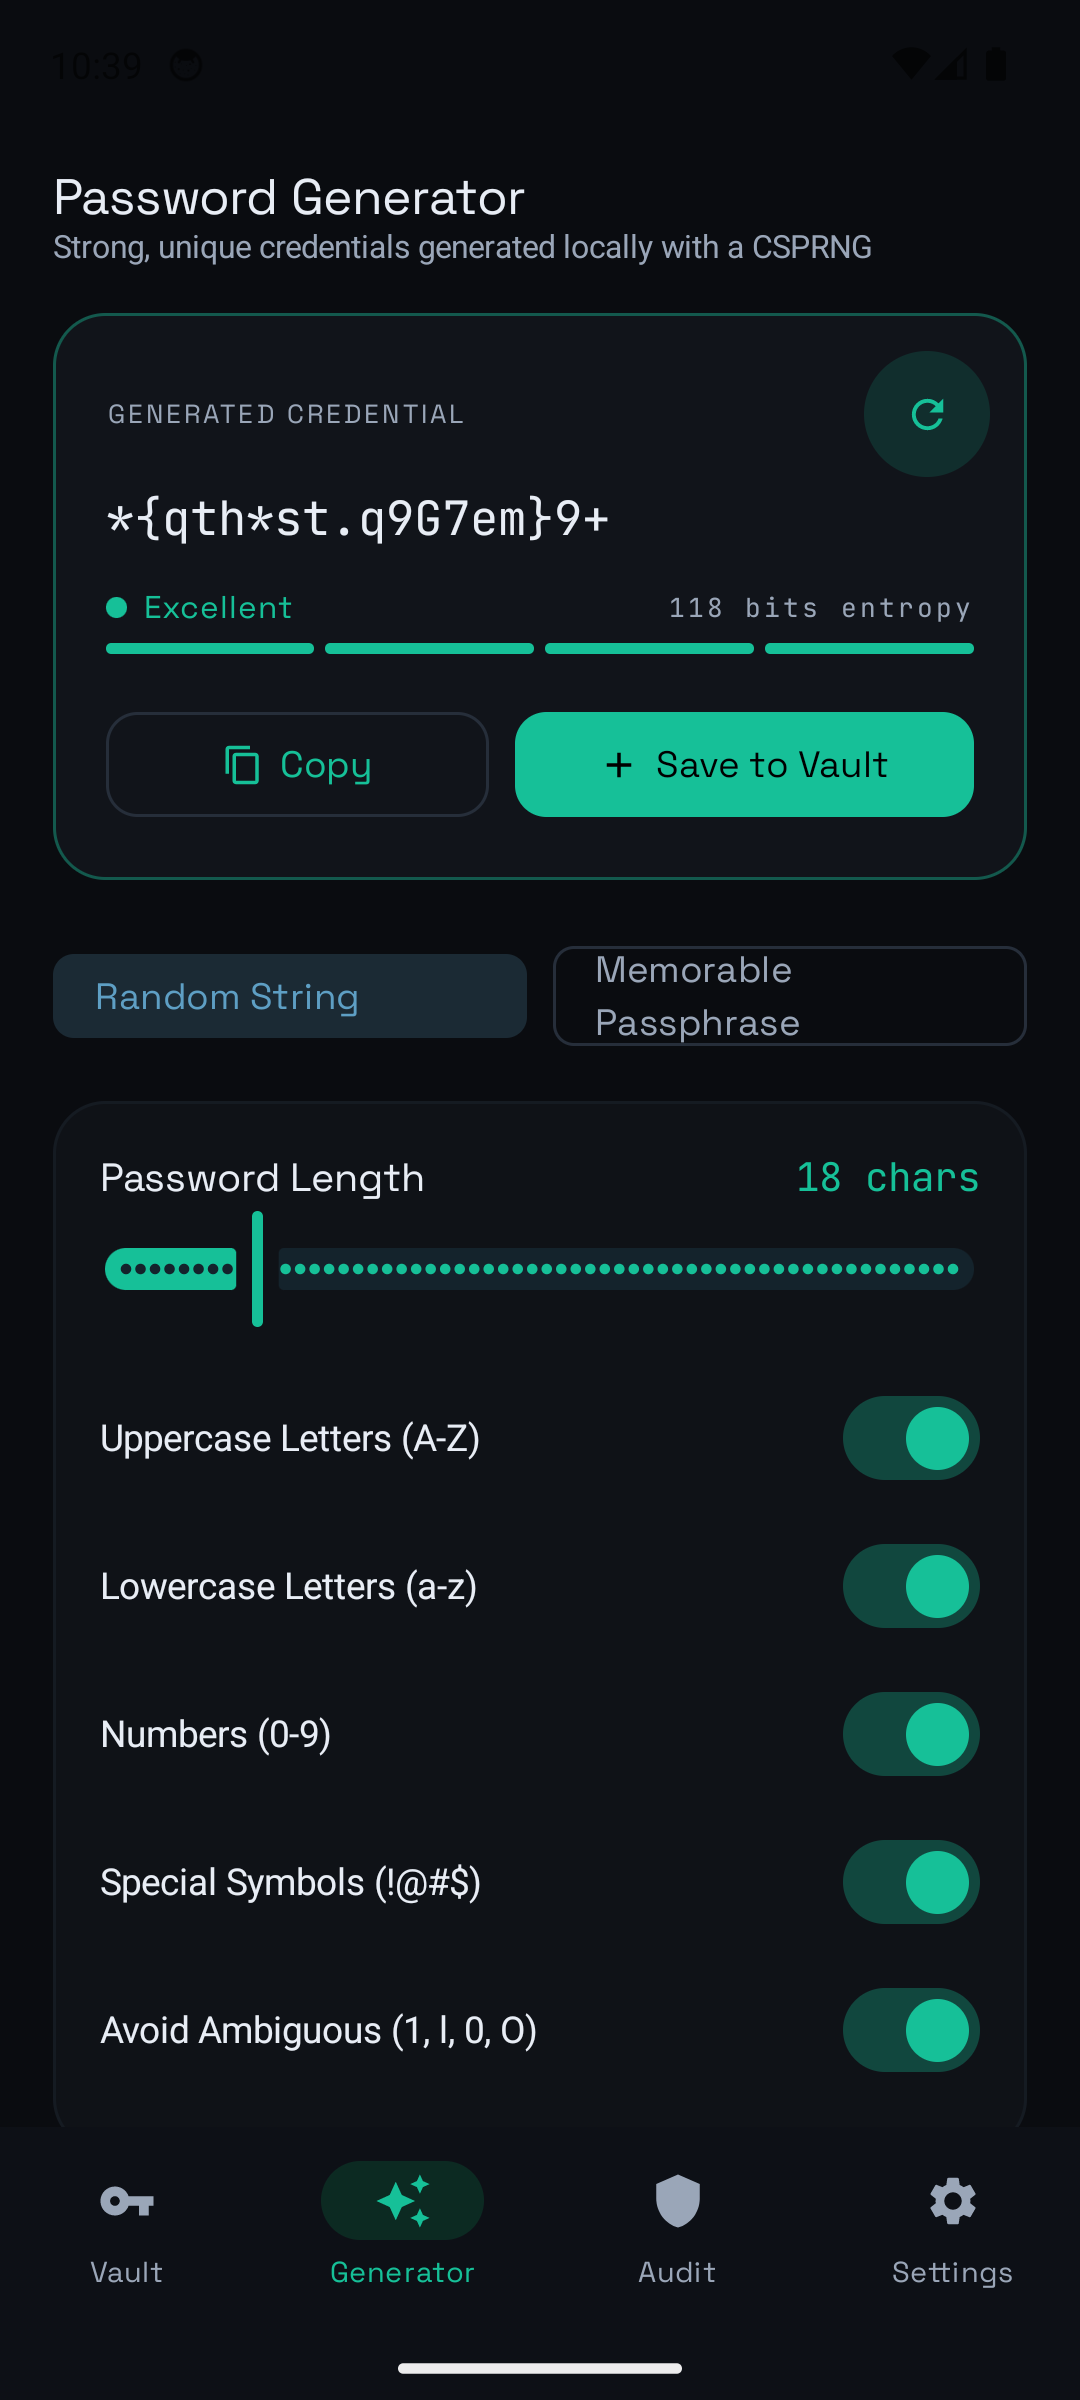 10:39
Password Generator
Strong, unique credentials generated locally with a CSPRNG
GENERATED CREDENTIAL
*{qth*st.q9G7em}9+
Excellent
118 bits entropy
Copy
+ Save to Vault
Random String
Memorable
Passphrase
Password Length
18 chars
Uppercase Letters (A-Z)
Lowercase Letters (a-z)
Numbers (0-9)
Special Symbols (!@#$)
Avoid Ambiguous (1, l, 0, O)
Vault
Generator
Audit
Settings